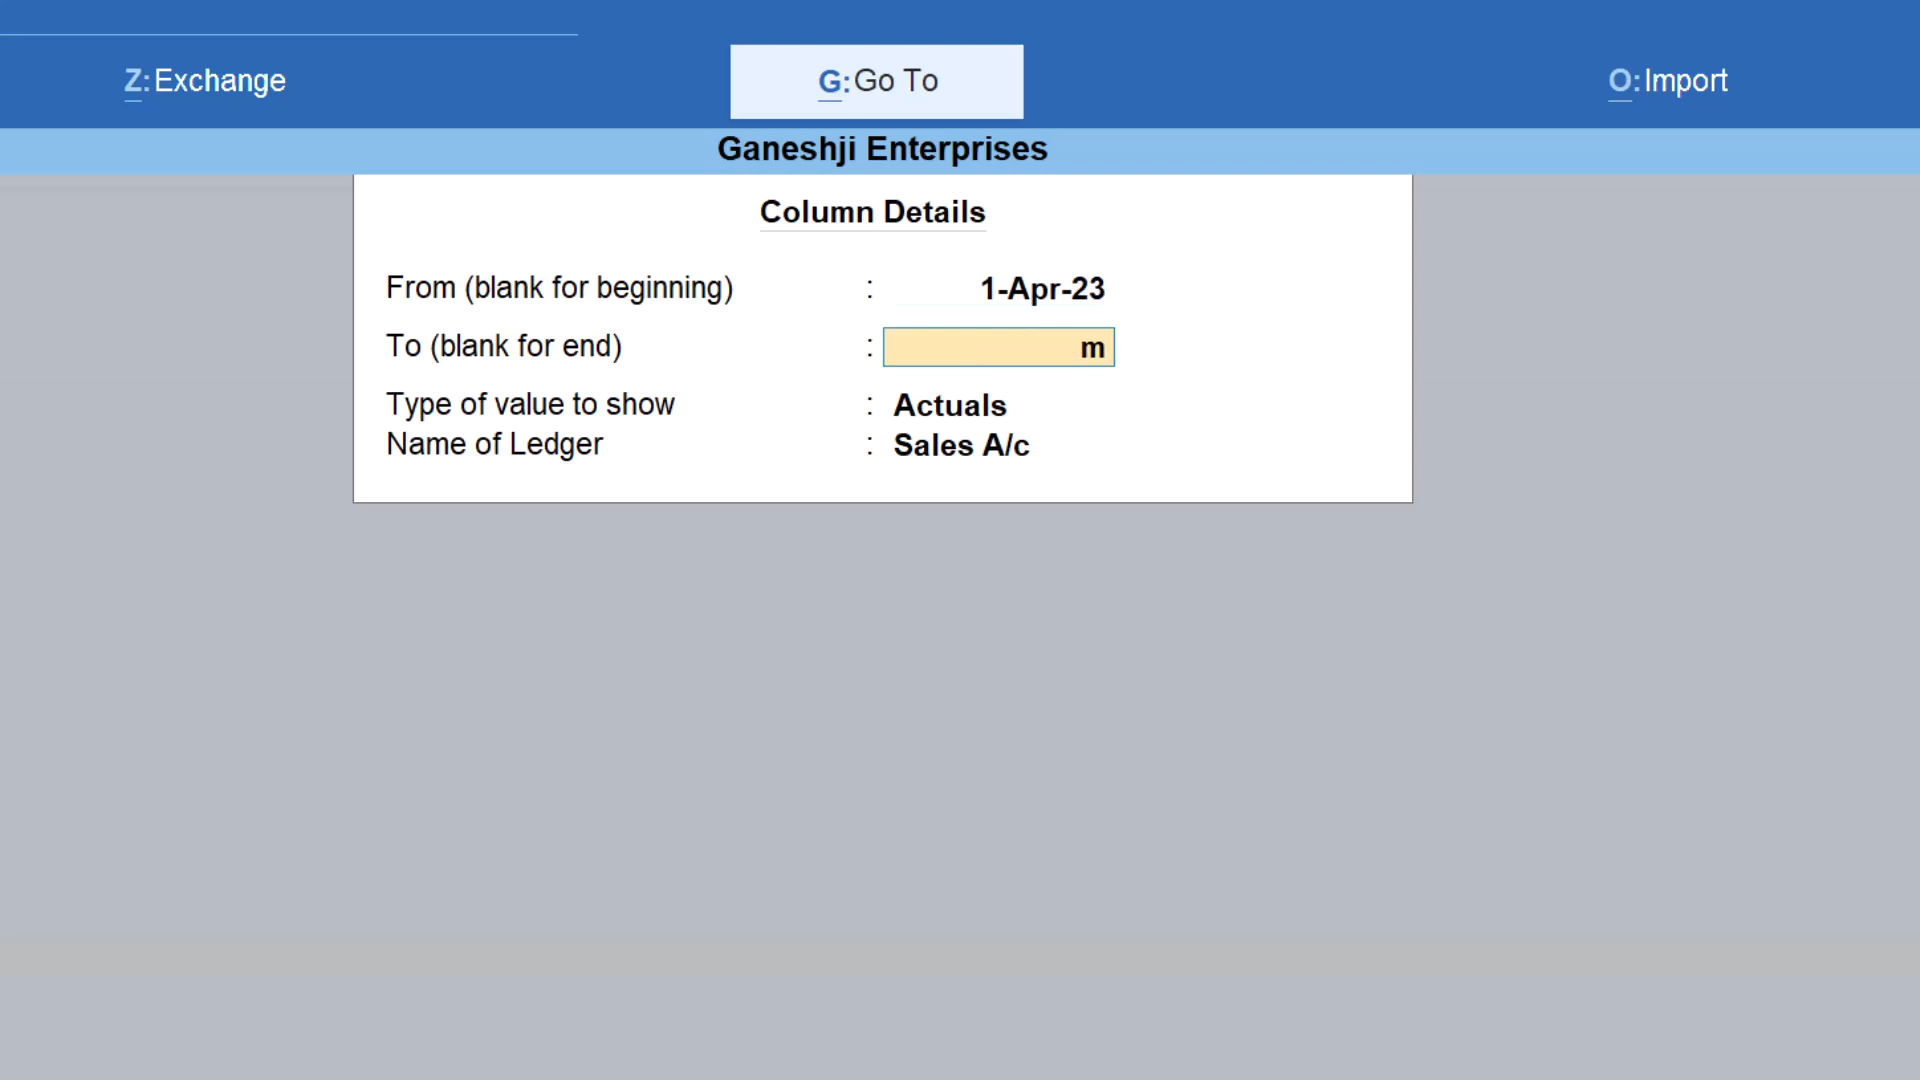 Z:Exchange G:Go To O:Import
Ganeshji Enterprises
Column Details
From (blank for beginning) : 1-Apr-23
To (blank for end) : m
Type of value to show : Actuals
Name of Ledger : Sales A/c